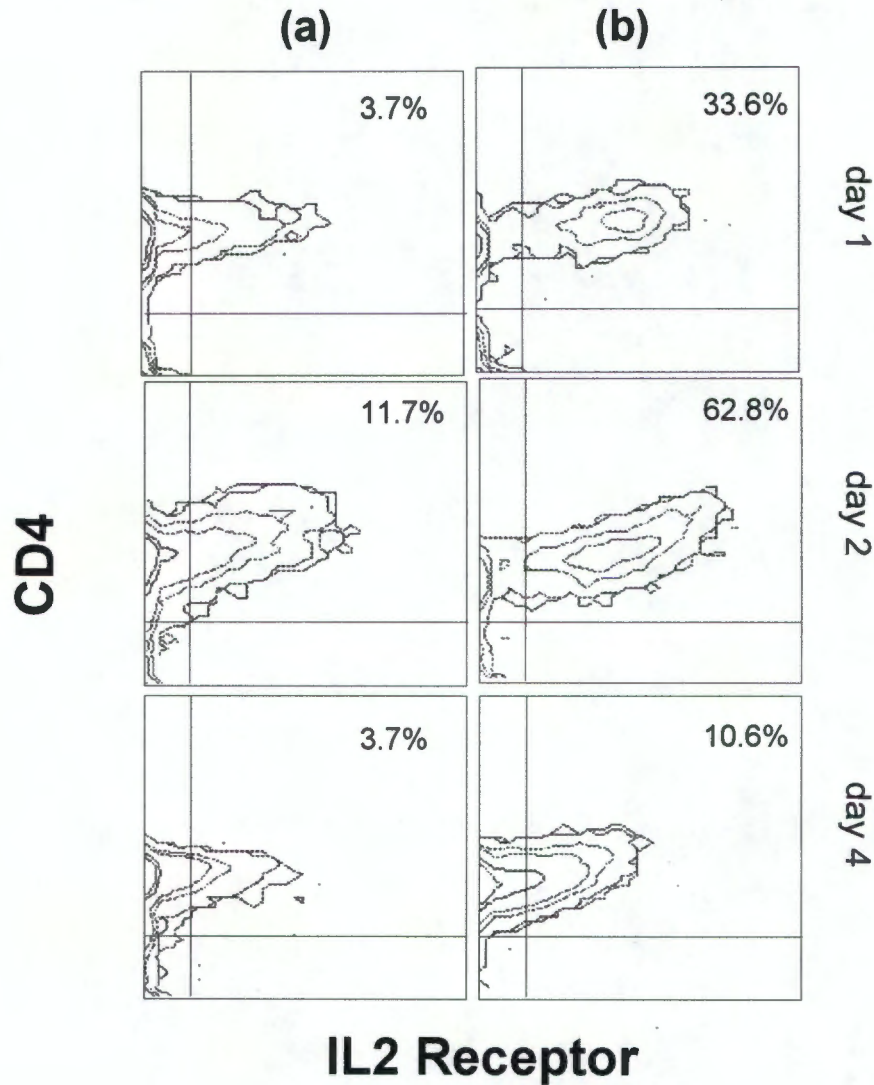 (a) (b)
3.7% 33.6% day 1
11.7% 62.8% day 2
CD4
3.7% 10.6% day 4
IL2 Receptor